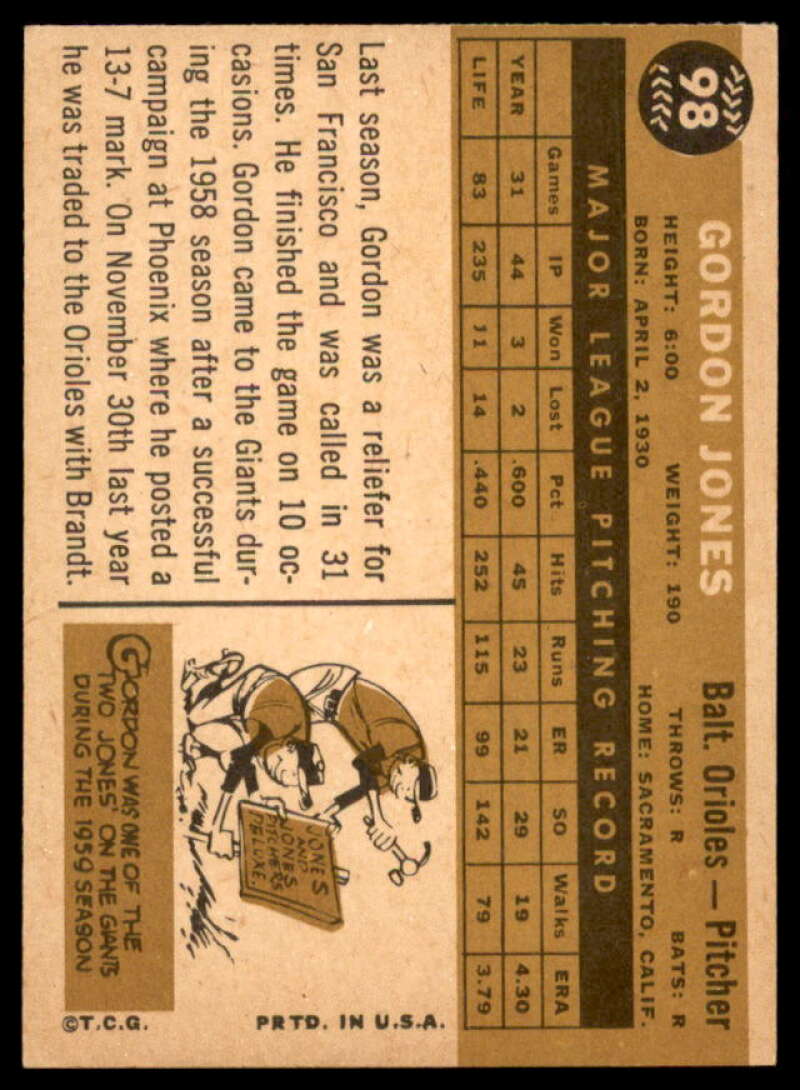 98
GORDON JONES
Balt. Orioles — Pitcher
HEIGHT: 6:00 WEIGHT: 190 THROWS: R BATS: R
BORN: APRIL 2, 1930 HOME: SACRAMENTO, CALIF.
MAJOR LEAGUE PITCHING RECORD
Games IP Won Lost Pct. Hits Runs ER SO Walks ERA
YEAR 31 44 3 2 .600 45 23 21 29 19 4.30
LIFE 83 235 11 14 .440 252 115 99 142 79 3.79
Last season, Gordon was a reliefer for
San Francisco and was called in 31
times. He finished the game on 10 oc-
casions. Gordon came to the Giants dur-
ing the 1958 season after a successful
campaign at Phoenix where he posted a
13-7 mark. On November 30th last year
he was traded to the Orioles with Brandt.
JONES
AND
JONES
PITCHERS
DELUXE.
GORDON WAS ONE OF THE
TWO JONES' ON THE GIANTS
DURING THE 1959 SEASON
©T.C.G. PRTD. IN U.S.A.